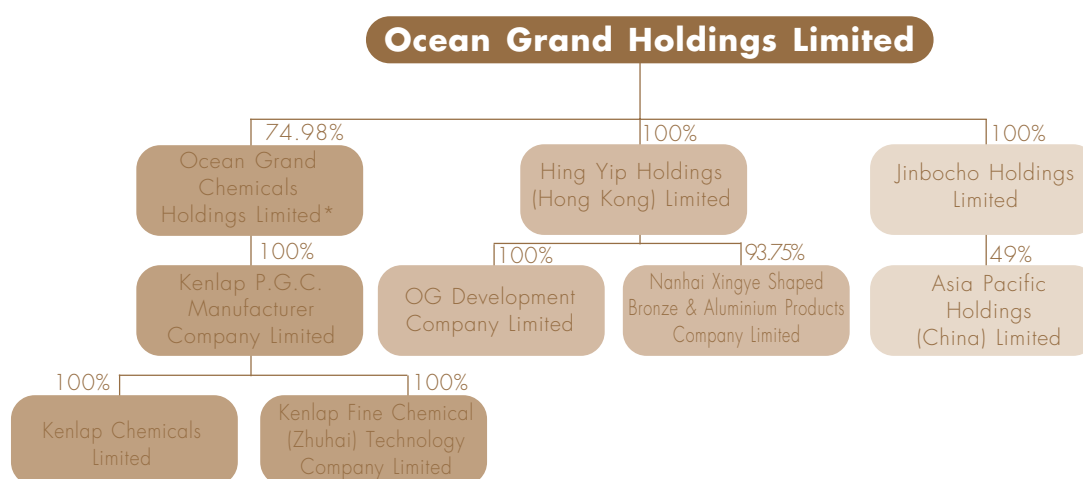 Ocean Grand Holdings Limited
74.98%
100%
100%
Ocean Grand
Chemicals
Holdings Limited*
Hing Yip Holdings
(Hong Kong) Limited
Jinbocho Holdings
Limited
100%
100%
93.75%
49%
Kenlap P.G.C.
Manufacturer
Company Limited
OG Development
Company Limited
Nanhai Xingye Shaped
Bronze & Aluminium Products
Company Limited
Asia Pacific
Holdings
(China) Limited
100%
100%
Kenlap Chemicals
Limited
Kenlap Fine Chemical
(Zhuhai) Technology
Company Limited